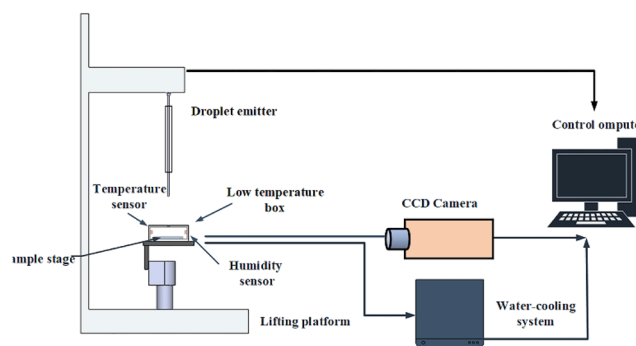 Droplet emitter
Control ompute
Temperature
sensor
Low temperature
box
CCD Camera
ample stage
Humidity
sensor
Lifting platform
Water-cooling
system